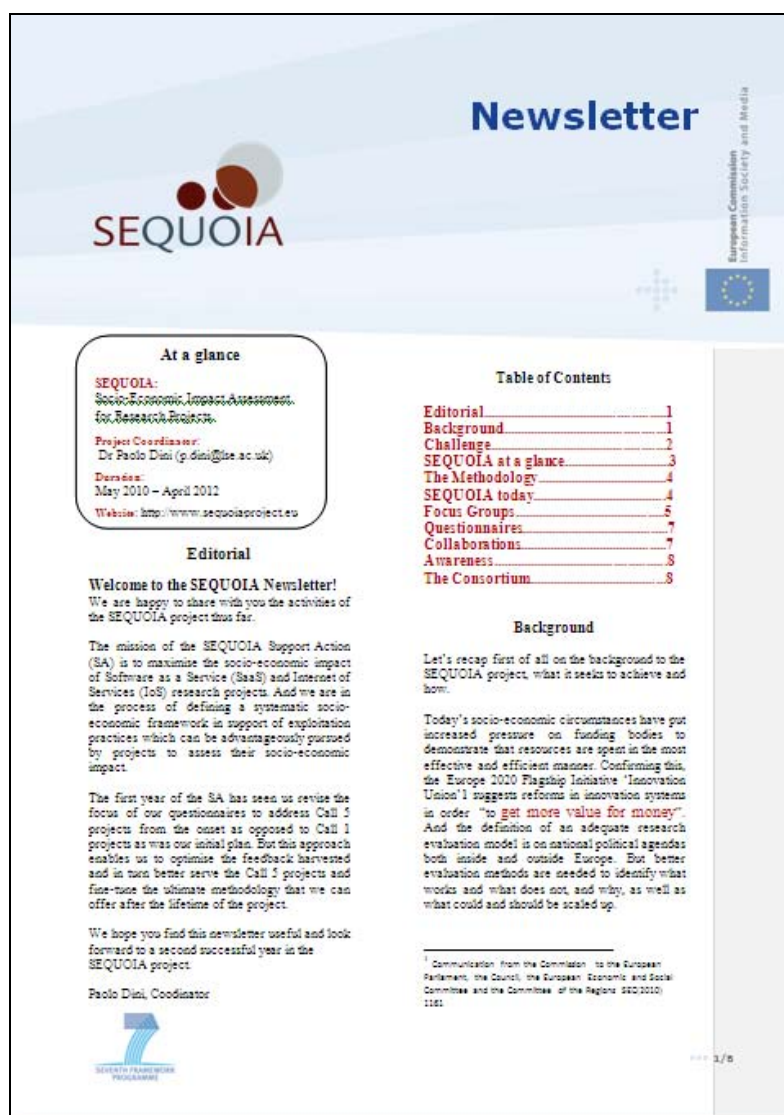 Newsletter
European Commission
Information Society and Media
SEQUOIA
At a glance
SEQUOIA:
Socio-Economic Impact Assessment
for Research Projects.
Project Coordinator:
Dr Paolo Dini (p.dini@lse.ac.uk)
Duration:
May 2010 – April 2012
Website: http://www.sequoiaproject.eu
Editorial
Welcome to the SEQUOIA Newsletter!
We are happy to share with you the activities of
the SEQUOIA project thus far.
The mission of the SEQUOIA Support Action
(SA) is to maximise the socio-economic impact
of Software as a Service (SaaS) and Internet of
Services (IoS) research projects. And we are in
the process of defining a systematic socio-
economic framework in support of exploitation
practices which can be advantageously pursued
by projects to assess their socio-economic
impact.
The first year of the SA has seen us revise the
focus of our questionnaires to address Call 5
projects from the onset as opposed to Call 1
projects as was our initial plan. But this approach
enables us to optimise the feedback harvested
and in turn better serve the Call 5 projects and
fine-tune the ultimate methodology that we can
offer after the lifetime of the project.
We hope you find this newsletter useful and look
forward to a second successful year in the
SEQUOIA project.
Paolo Dini, Coodinator
SEVENTH FRAMEWORK
PROGRAMME
Table of Contents
Editorial 1
Background 1
Challenge 2
SEQUOIA at a glance 3
The Methodology 4
SEQUOIA today 4
Focus Groups 5
Questionnaires 7
Collaborations 7
Awareness 8
The Consortium 8
Background
Let's recap first of all on the background to the
SEQUOIA project, what it seeks to achieve and
how.
Today's socio-economic circumstances have put
increased pressure on funding bodies to
demonstrate that resources are spent in the most
effective and efficient manner. Confirming this,
the Europe 2020 Flagship Initiative 'Innovation
Union'1 suggests reforms in innovation systems
in order "to get more value for money".
And the definition of an adequate research
evaluation model is on national political agendas
both inside and outside Europe. But better
evaluation methods are needed to identify what
works and what does not, and why, as well as
what could and should be scaled up.
1 Communication from the Commission to the European
Parliament, the Council, the European Economic and Social
Committee and the Committee of the Regions SEC(2010)
1161
1/8